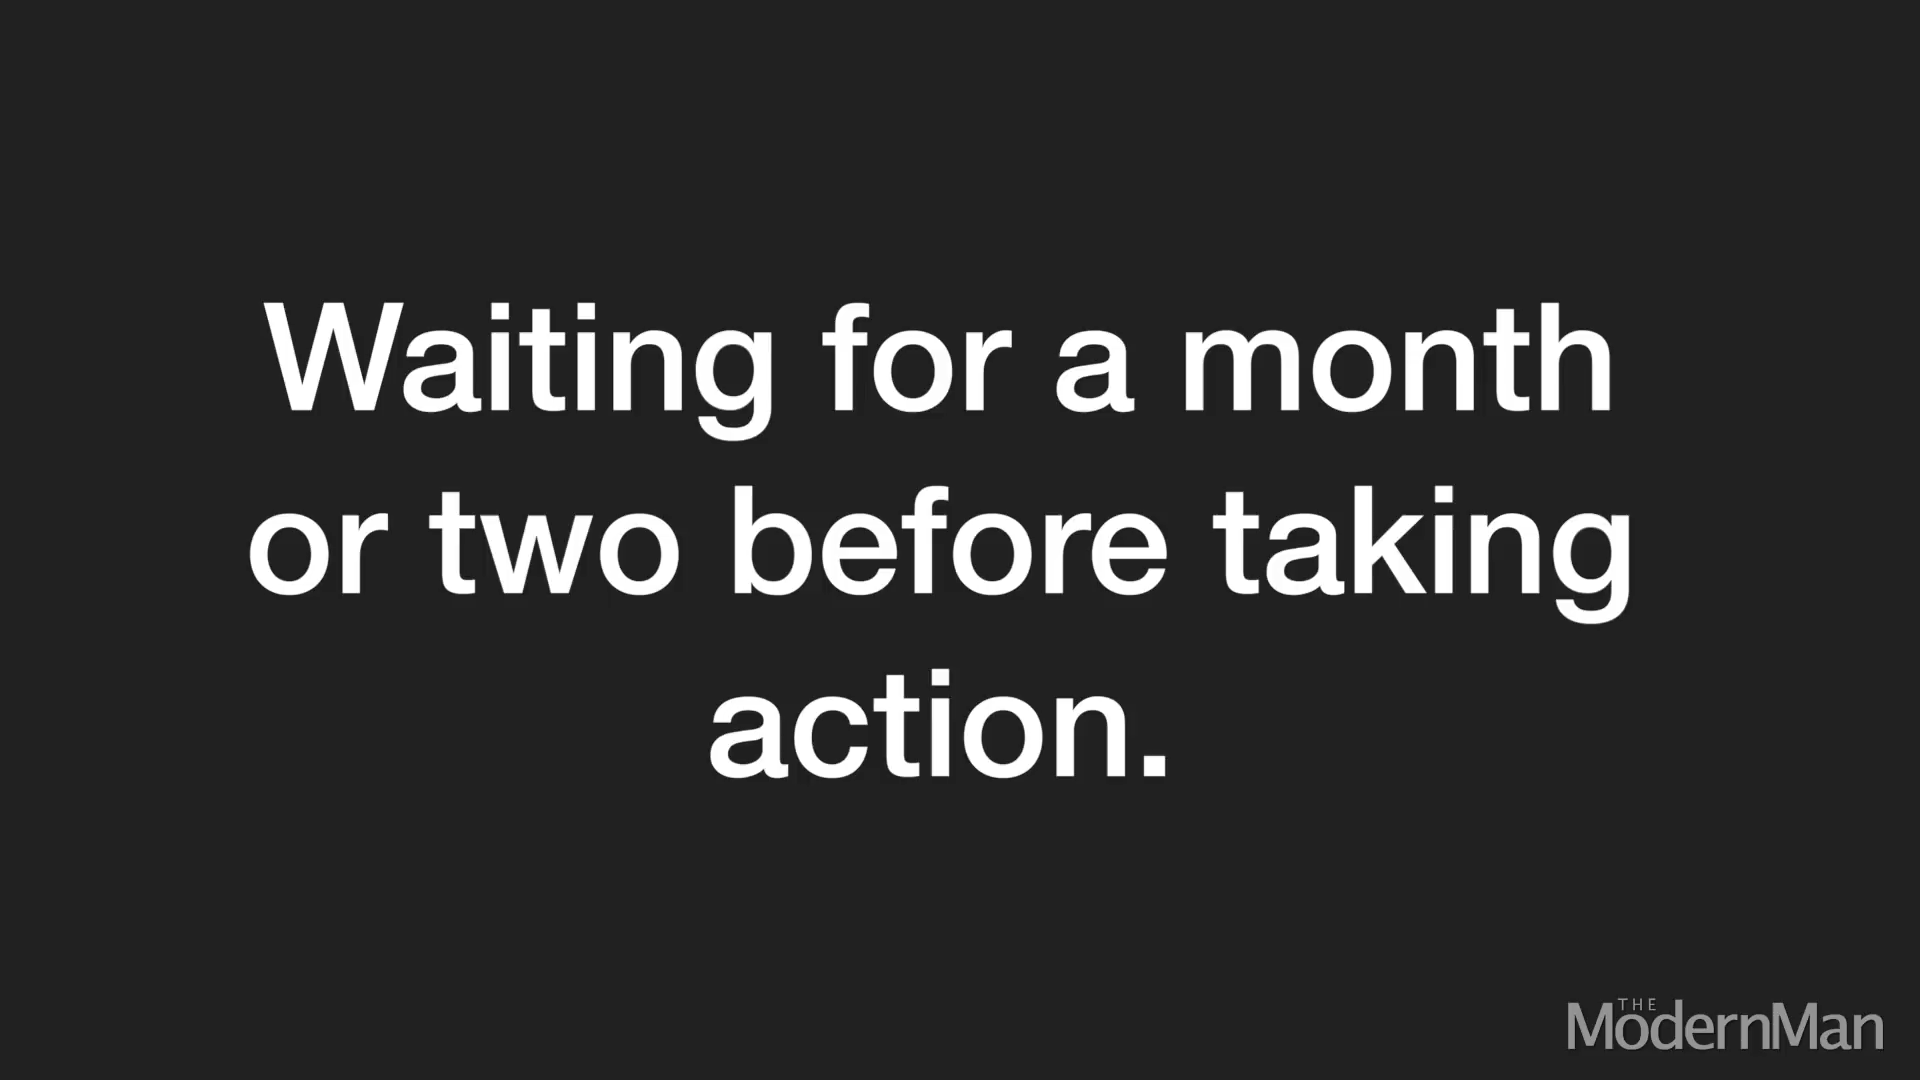 Waiting for a month
or two before taking
action.
THE
ModernMan